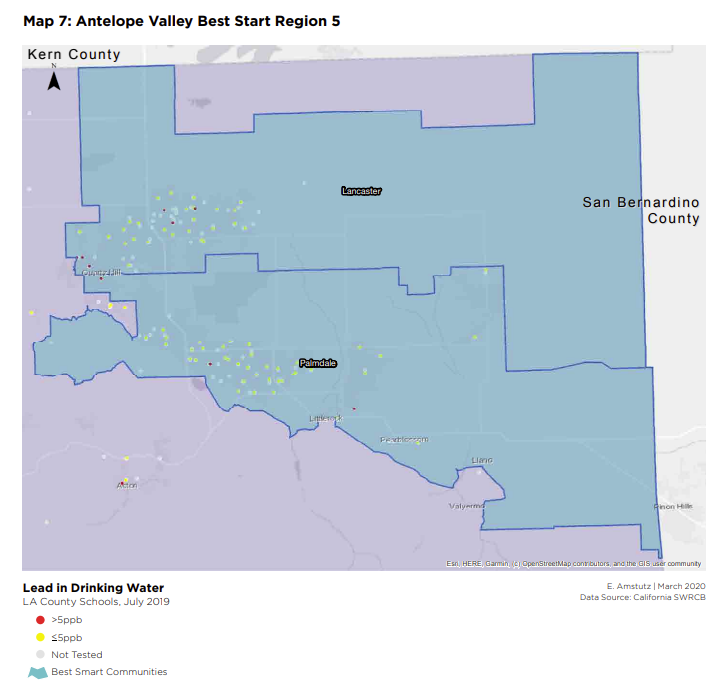 Map 7: Antelope Valley Best Start Region 5
Kern County
N
Lancaster
San Bernardino
County
Quartz Hill
Palmdale
Littlerock
Pearblossom
Llano
Acton
Valyermo
Pinon Hills
Esri, HERE, Garmin, (c) OpenStreetMap contributors, and the GIS user community
Lead in Drinking Water
LA County Schools, July 2019
>5ppb
≤5ppb
Not Tested
Best Smart Communities
E. Amstutz | March 2020
Data Source: California SWRCB